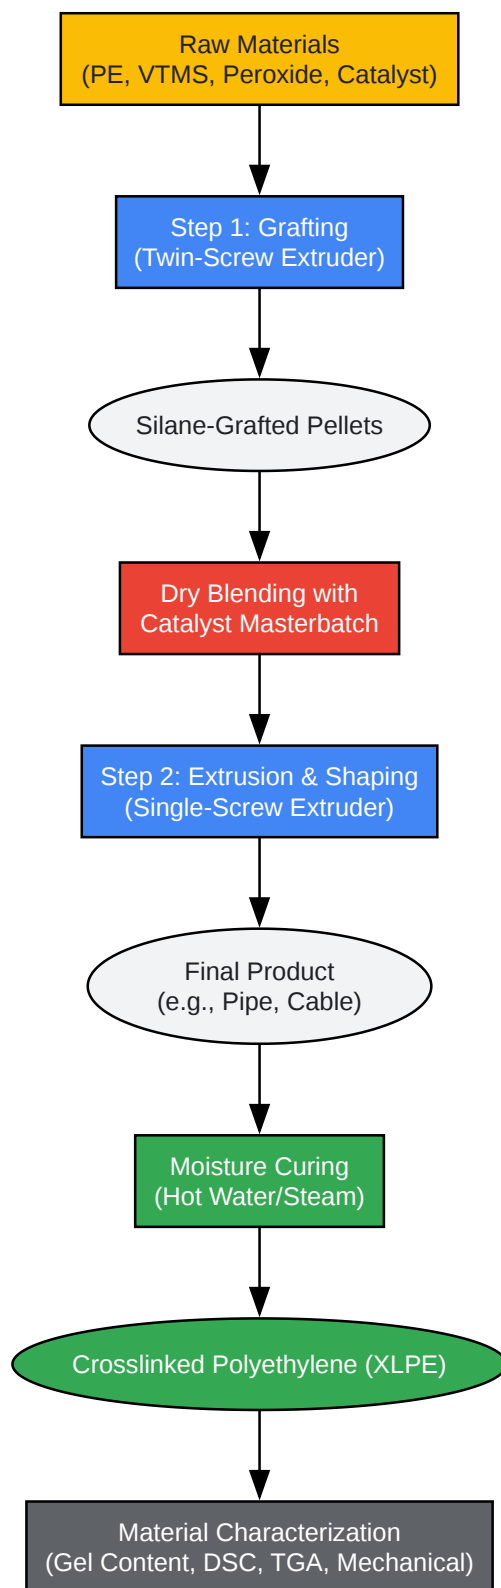 Raw Materials
(PE, VTMS, Peroxide, Catalyst)
Step 1: Grafting
(Twin-Screw Extruder)
Silane-Grafted Pellets
Dry Blending with
Catalyst Masterbatch
Step 2: Extrusion & Shaping
(Single-Screw Extruder)
Final Product
(e.g., Pipe, Cable)
Moisture Curing
(Hot Water/Steam)
Crosslinked Polyethylene (XLPE)
Material Characterization
(Gel Content, DSC, TGA, Mechanical)